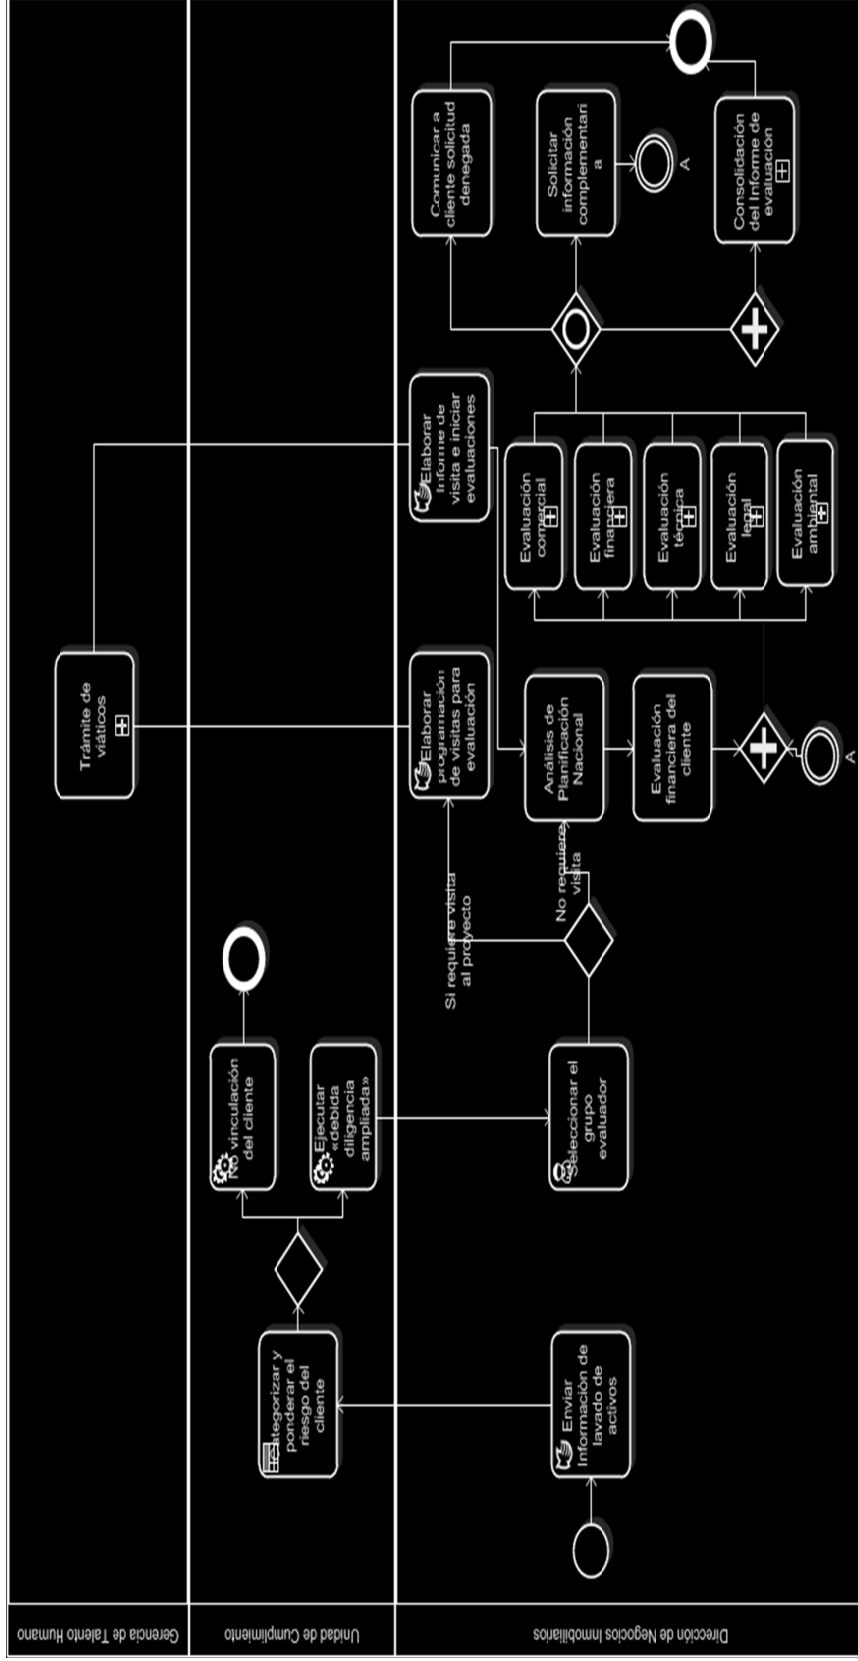 Gerencia de Talento Humano
Trámite de
viáticos
Unidad de Cumplimiento
Categorizar y
ponderar el
riesgo del
cliente
No vinculación
del cliente
Ejecutar
«debida
diligencia
ampliada»
Dirección de Negocios Inmobiliarios
Enviar
Información de
lavado de
activos
Seleccionar el
grupo
evaluador
Si requiere visita
al proyecto
No requiere
visita
Elaborar
programación
de visitas para
evaluación
Análisis de
Planificación
Nacional
Evaluación
financiera del
cliente
A
Elaborar
Informe de
visita e iniciar
evaluaciones
Evaluación
comercial
Evaluación
financiera
Evaluación
técnica
Evaluación
legal
Evaluación
ambiental
Comunicar a
cliente solicitud
denegada
Solicitar
información
complementari
a
A
Consolidación
del Informe de
evaluación